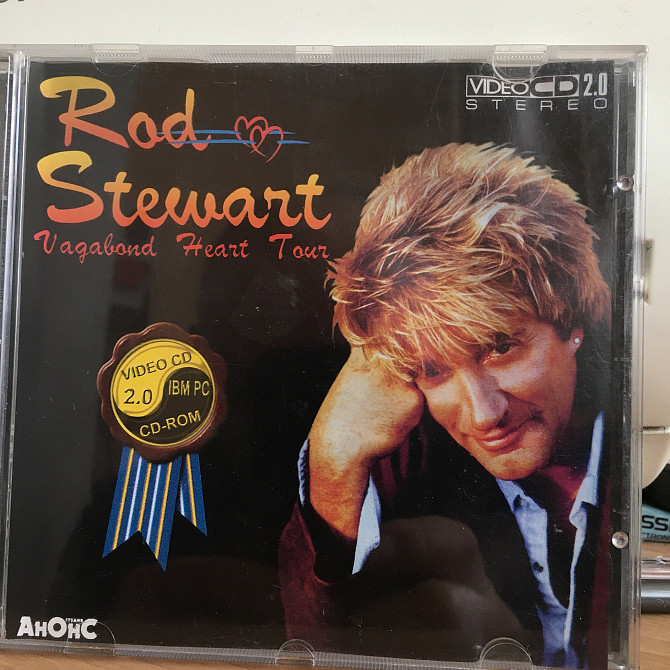 Rod
Stewart
Vagabond Heart Tour
VIDEO CD 2.0
STEREO
VIDEO CD
2.0
IBM PC
CD-ROM
АНОНС